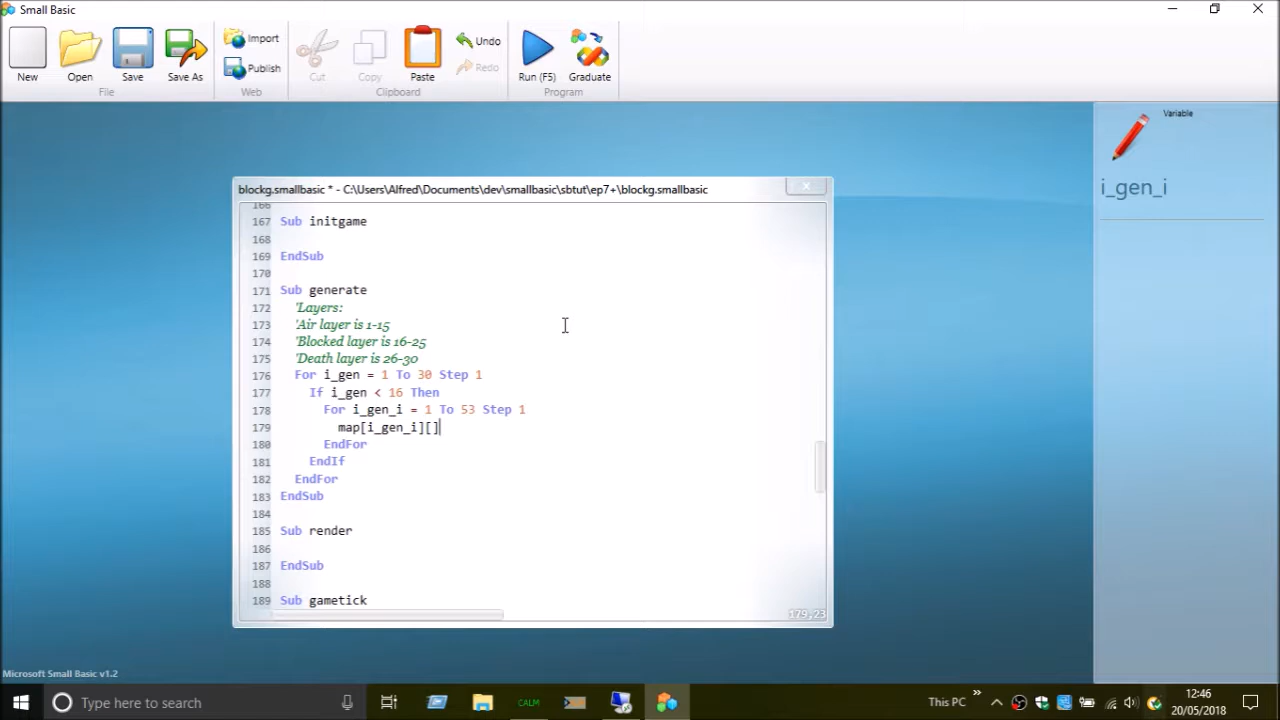 Small Basic
New
Open
Save
Save As
Import
Publish
Cut
Copy
Paste
Undo
Redo
Run (F5)
Graduate
File
Web
Clipboard
Program
Variable
i_gen_i
blockg.smallbasic * - C:\Users\Alfred\Documents\dev\smallbasic\sbtut\ep7+\blockg.smallbasic
166
167 Sub initgame
168
169 EndSub
170
171 Sub generate
172 'Layers:
173 'Air layer is 1-15
174 'Blocked layer is 16-25
175 'Death layer is 26-30
176 For i_gen = 1 To 30 Step 1
177 If i_gen < 16 Then
178 For i_gen_i = 1 To 53 Step 1
179 map[i_gen_i][]
180 EndFor
181 EndIf
182 EndFor
183 EndSub
184
185 Sub render
186
187 EndSub
188
189 Sub gametick
179,23
Microsoft Small Basic v1.2
Type here to search
CALM
This PC
12:46
20/05/2018